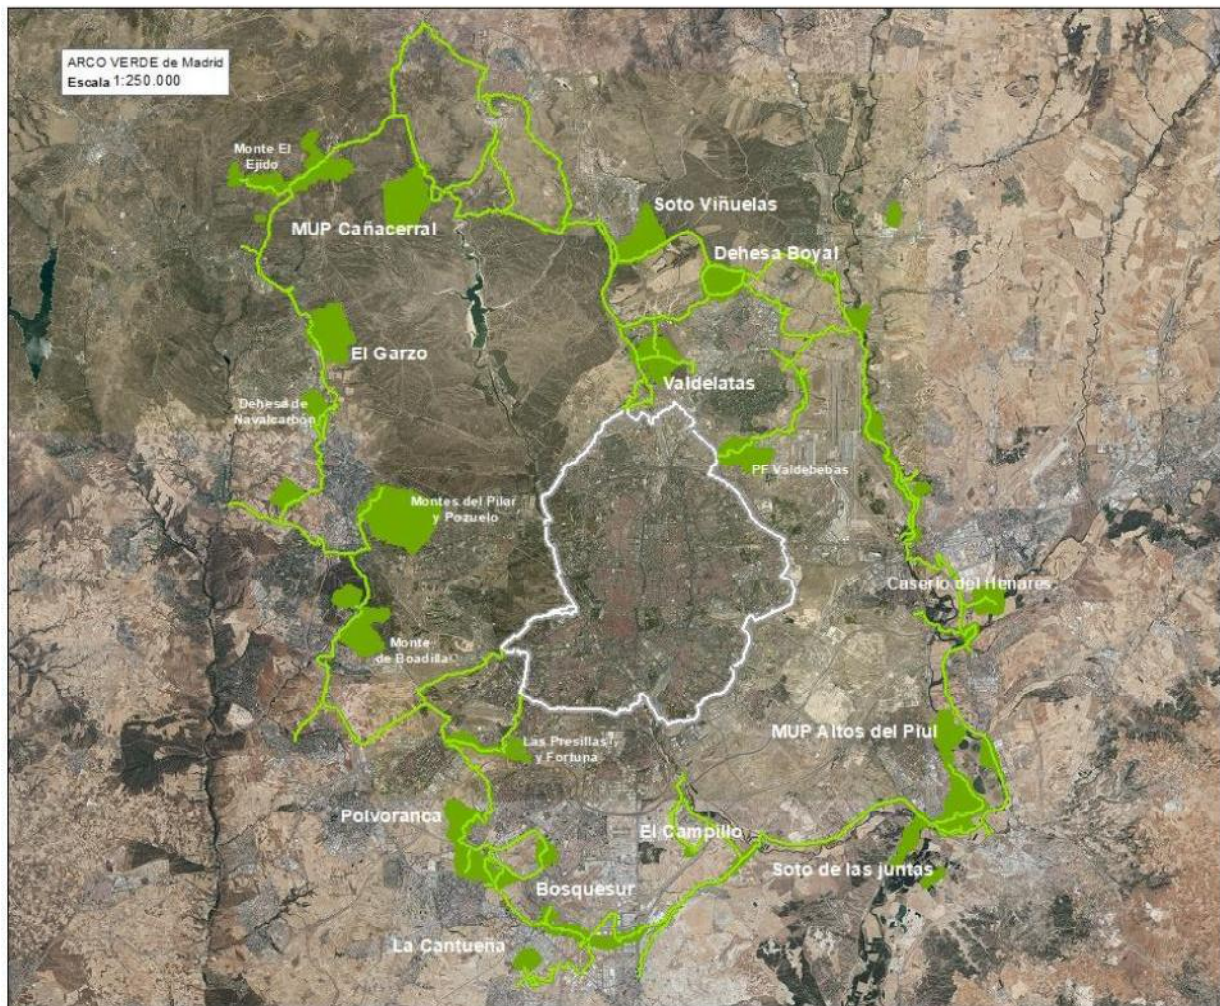 ARCO VERDE de Madrid
Escala 1:250.000
Monte El
Ejido
MUP Cañacerral
Soto Viñuelas
Dehesa Boyal
El Garzo
Valdelatas
Dehesa de
Navalcarbón
PF Valdebebas
Montes del Pilar
y Pozuelo
Caserío del Henares
Monte
de Boadilla
MUP Altos del Piul
Las Presillas
y Fortuna
Polvoranca
El Campillo
Soto de las juntas
Bosquesur
La Cantueña